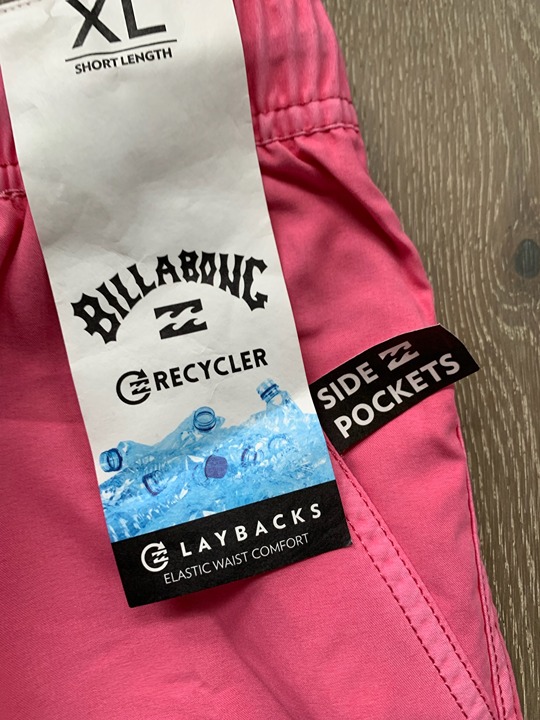 XL
SHORT LENGTH
BILLABONG
RECYCLER
SIDE
POCKETS
LAYBACKS
ELASTIC WAIST COMFORT